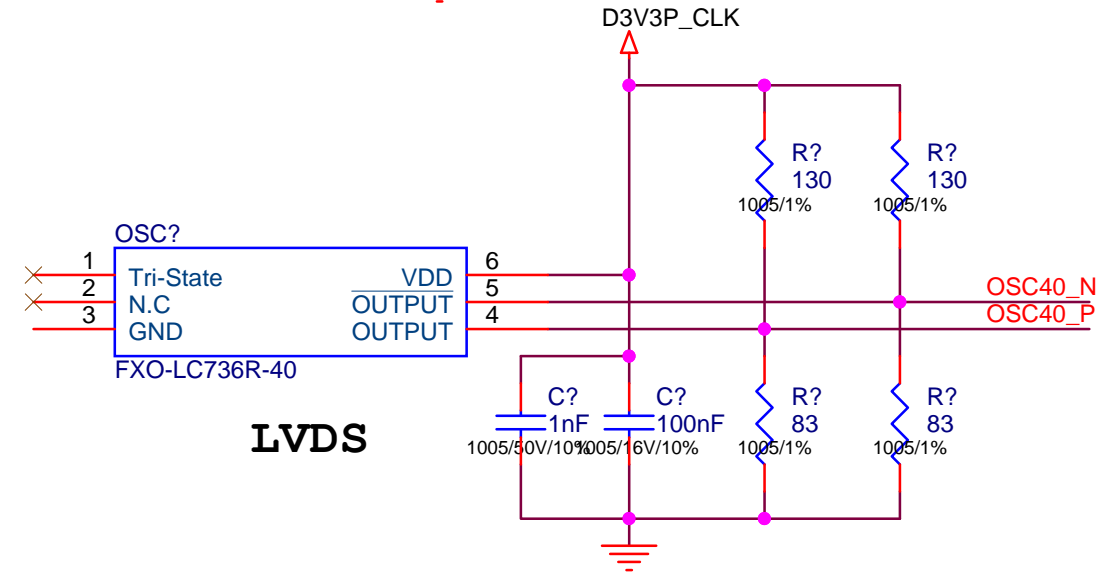 D3V3P_CLK
R?
130
1005/1%
R?
130
1005/1%
OSC?
1
Tri-State
VDD
6
2
N.C
OUTPUT
5
OSC40_N
3
GND
OUTPUT
4
OSC40_P
FXO-LC736R-40
LVDS
C?
1nF
1005/50V/10%
C?
100nF
1005/16V/10%
R?
83
1005/1%
R?
83
1005/1%